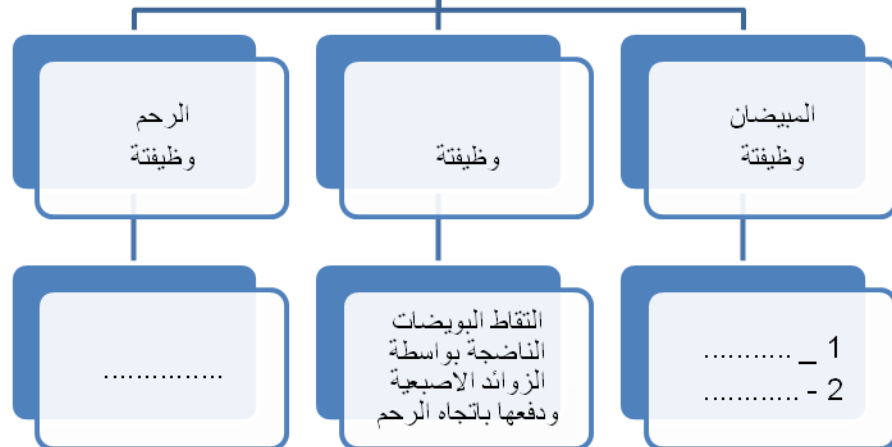 المبيضان
وظيفتة
وظيفتة
الرحم
وظيفتة
1 _ ...........
2 - ............
التقاط البويضات
الناضجة بواسطة
الزوائد الاصبعية
ودفعها باتجاه الرحم
...............